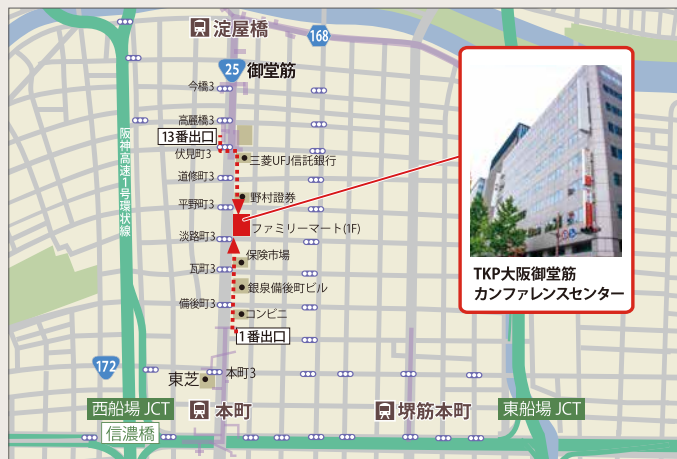 淀屋橋
168
25 御堂筋
今橋3
高麗橋3
13番出口
伏見町3
三菱UFJ信託銀行
道修町3
野村證券
平野町3
ファミリーマート(1F)
淡路町3
保険市場
瓦町3
銀泉備後町ビル
備後町3
コンビニ
1番出口
阪神高速1号環状線
TKP大阪御堂筋
カンファレンスセンター
172
東芝
本町3
西船場 JCT
本町
堺筋本町
東船場 JCT
信濃橋